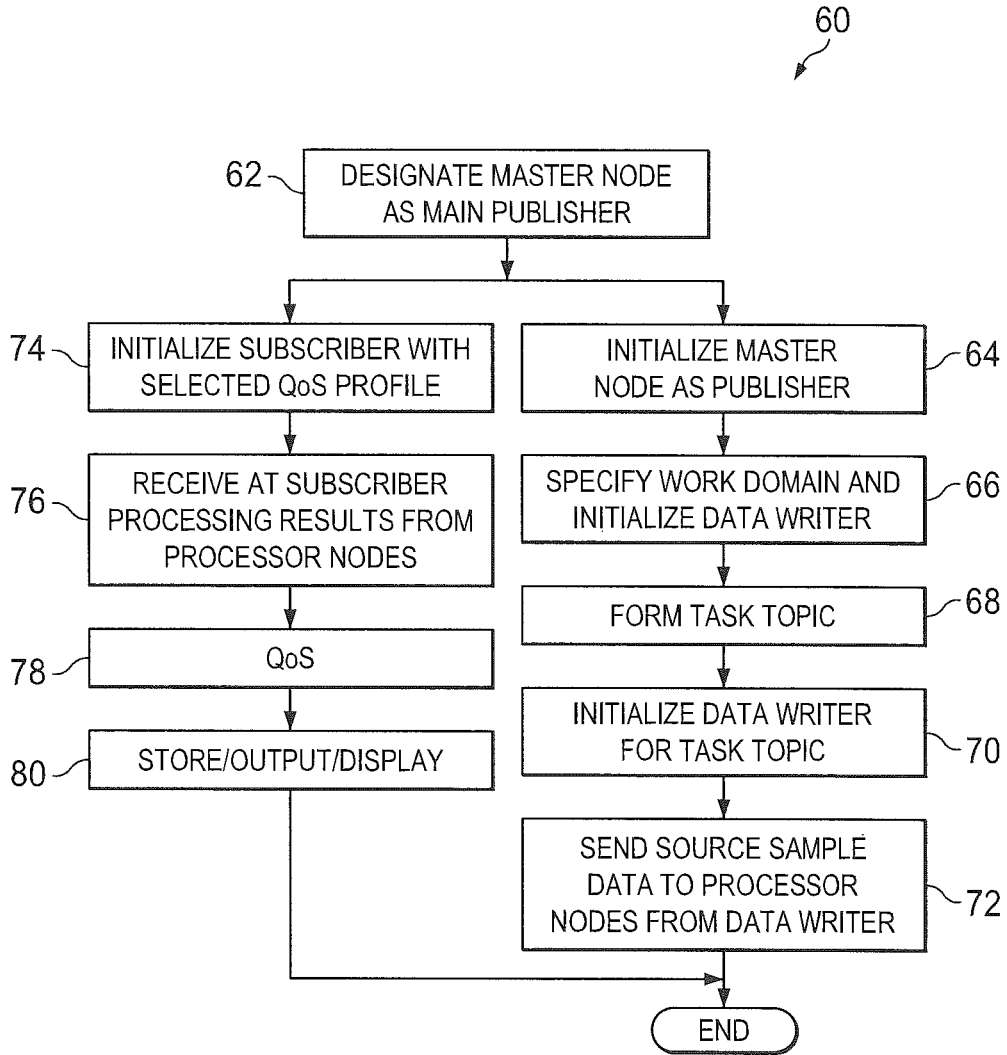 60
62
DESIGNATE MASTER NODE
AS MAIN PUBLISHER
74
INITIALIZE SUBSCRIBER WITH
SELECTED QoS PROFILE
76
RECEIVE AT SUBSCRIBER
PROCESSING RESULTS FROM
PROCESSOR NODES
78
QoS
80
STORE/OUTPUT/DISPLAY
INITIALIZE MASTER
NODE AS PUBLISHER
64
SPECIFY WORK DOMAIN AND
INITIALIZE DATA WRITER
66
FORM TASK TOPIC
68
INITIALIZE DATA WRITER
FOR TASK TOPIC
70
SEND SOURCE SAMPLE
DATA TO PROCESSOR
NODES FROM DATA WRITER
72
END